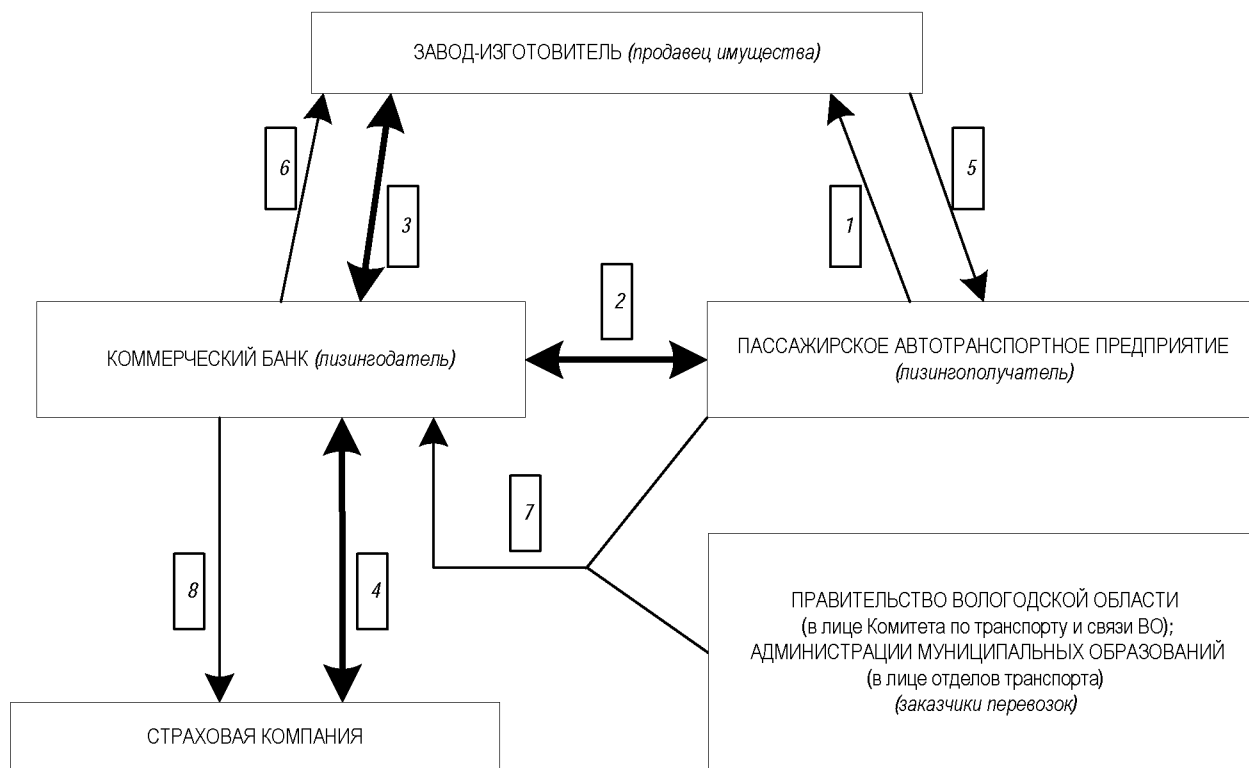 ЗАВОД-ИЗГОТОВИТЕЛЬ (продавец имущества)
6
3
1
5
2
КОММЕРЧЕСКИЙ БАНК (лизингодатель)
ПАССАЖИРСКОЕ АВТОТРАНСПОРТНОЕ ПРЕДПРИЯТИЕ
(лизингополучатель)
7
8
4
ПРАВИТЕЛЬСТВО ВОЛОГОДСКОЙ ОБЛАСТИ
(в лице Комитета по транспорту и связи ВО);
АДМИНИСТРАЦИИ МУНИЦИПАЛЬНЫХ ОБРАЗОВАНИЙ
(в лице отделов транспорта)
(заказчики перевозок)
СТРАХОВАЯ КОМПАНИЯ